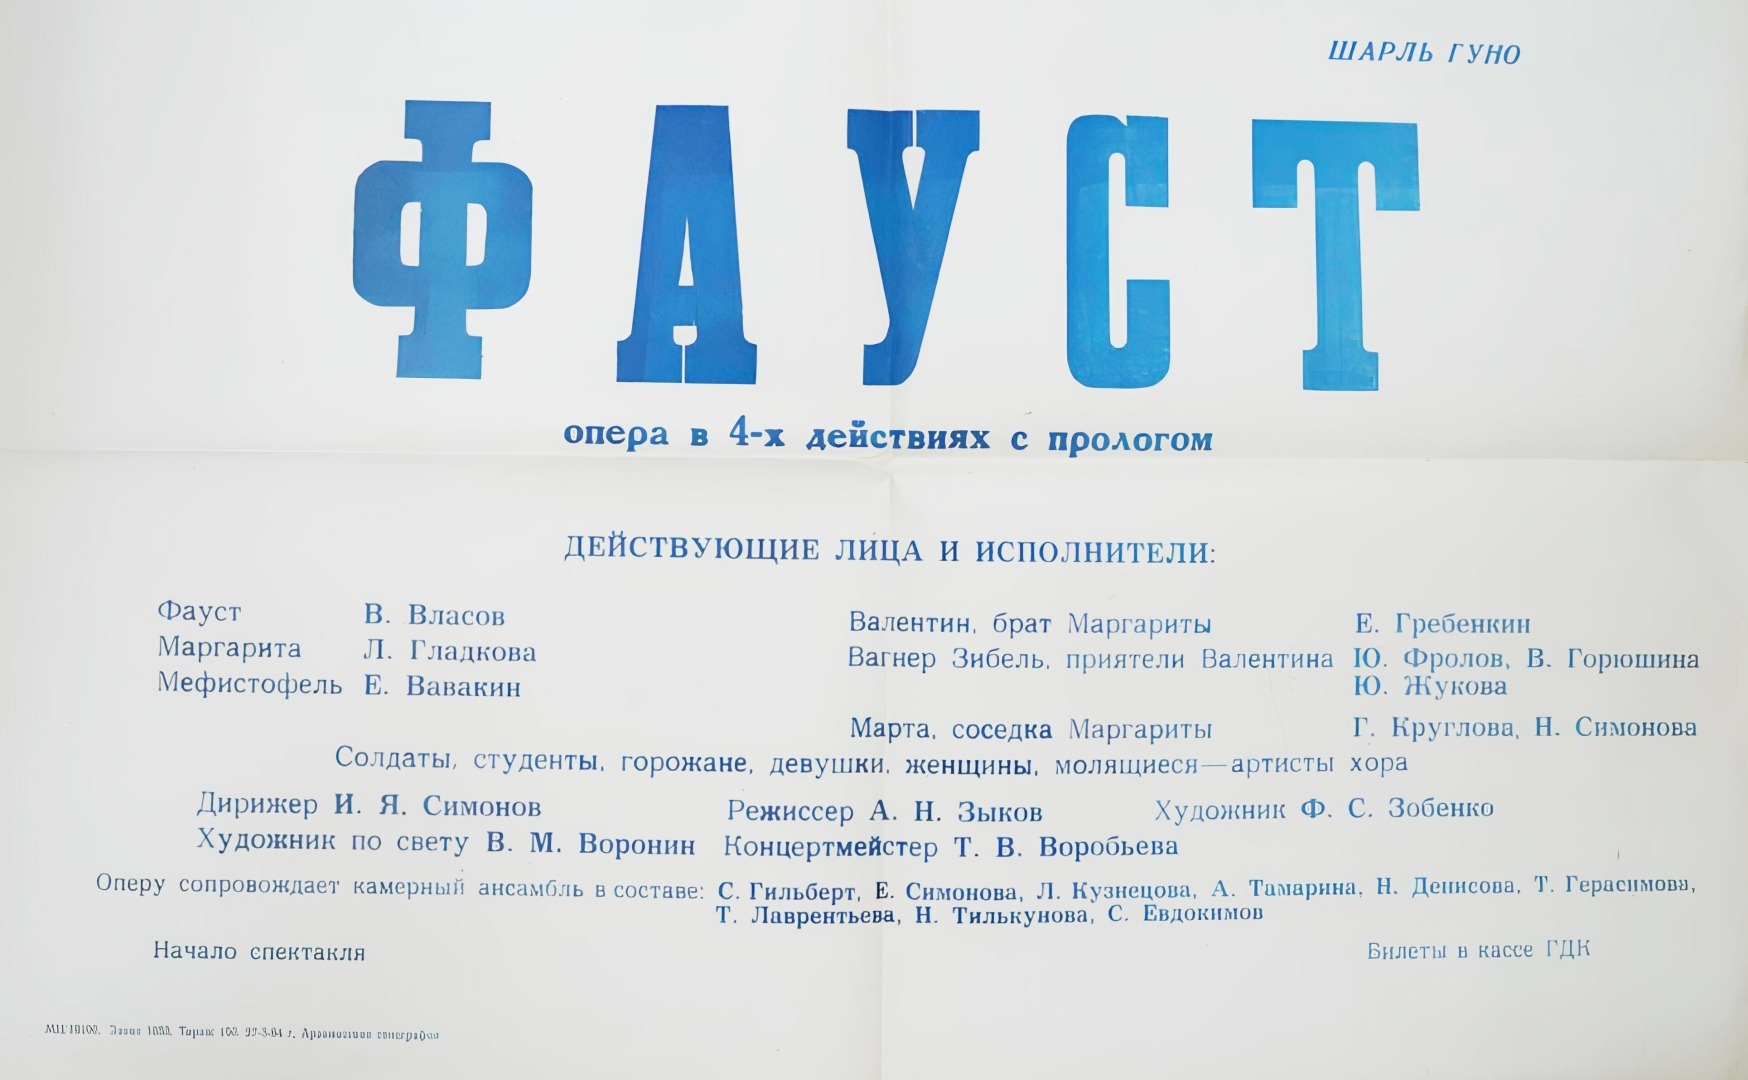 ШАРЛЬ ГУНО
ФАУСТ
опера в 4-х действиях с прологом
ДЕЙСТВУЮЩИЕ ЛИЦА И ИСПОЛНИТЕЛИ:
Фауст В. Власов
Маргарита Л. Гладкова
Мефистофель Е. Вавакин
Валентин, брат Маргариты Е. Гребенкин
Вагнер Зибель, приятели Валентина Ю. Фролов, В. Горюшина
Ю. Жукова
Марта, соседка Маргариты Г. Круглова, Н. Симонова
Солдаты, студенты, горожане, девушки, женщины, молящиеся—артисты хора
Дирижер И. Я. Симонов Режиссер А. Н. Зыков Художник Ф. С. Зобенко
Художник по свету В. М. Воронин Концертмейстер Т. В. Воробьева
Оперу сопровождает камерный ансамбль в составе: С. Гильберт, Е. Симонова, Л. Кузнецова, А. Тамарина, Н. Денисова, Т. Герасимова,
Т. Лаврентьева, Н. Тилькунова, С. Евдокимов
Начало спектакля Билеты в кассе ГДК